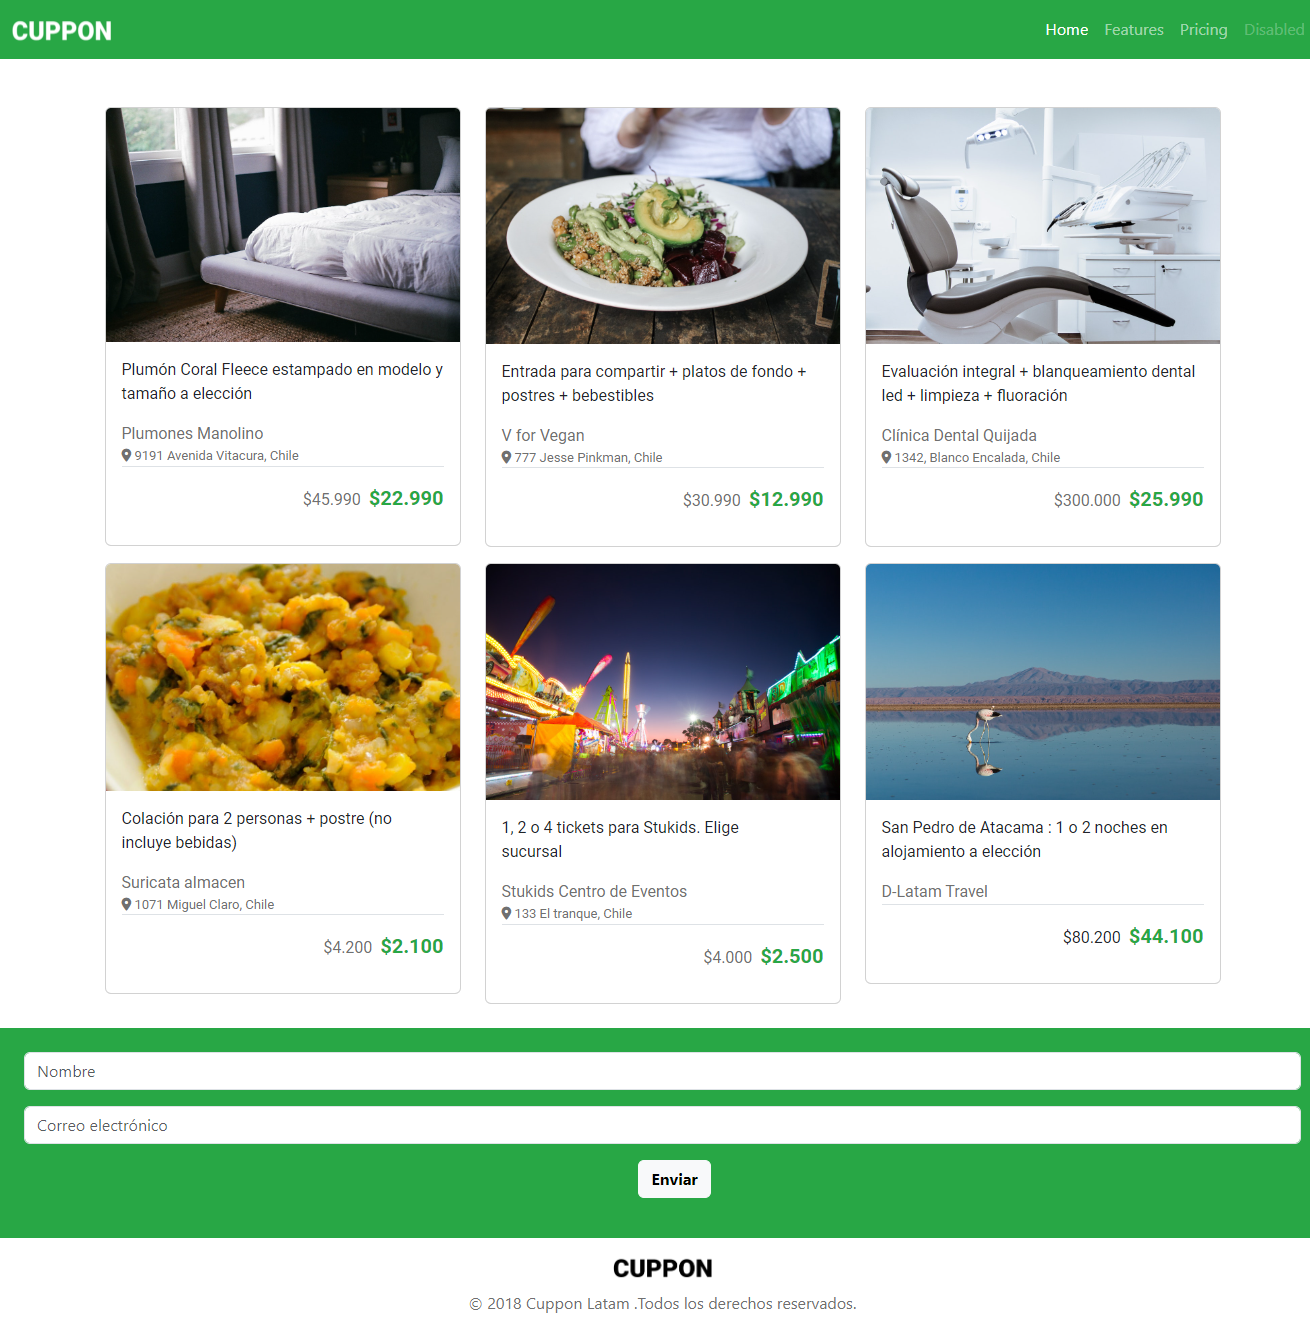 CUPPON
Home Features Pricing Disabled
Plumón Coral Fleece estampado en modelo y
tamaño a elección
Plumones Manolino
9191 Avenida Vitacura, Chile
$45.990 $22.990
Entrada para compartir + platos de fondo +
postres + bebestibles
V for Vegan
777 Jesse Pinkman, Chile
$30.990 $12.990
Evaluación integral + blanqueamiento dental
led + limpieza + fluoración
Clínica Dental Quijada
1342, Blanco Encalada, Chile
$300.000 $25.990
Colación para 2 personas + postre (no
incluye bebidas)
Suricata almacen
1071 Miguel Claro, Chile
$4.200 $2.100
1, 2 o 4 tickets para Stukids. Elige
sucursal
Stukids Centro de Eventos
133 El tranque, Chile
$4.000 $2.500
San Pedro de Atacama : 1 o 2 noches en
alojamiento a elección
D-Latam Travel
$80.200 $44.100
Nombre
Correo electrónico
Enviar
CUPPON
© 2018 Cuppon Latam .Todos los derechos reservados.